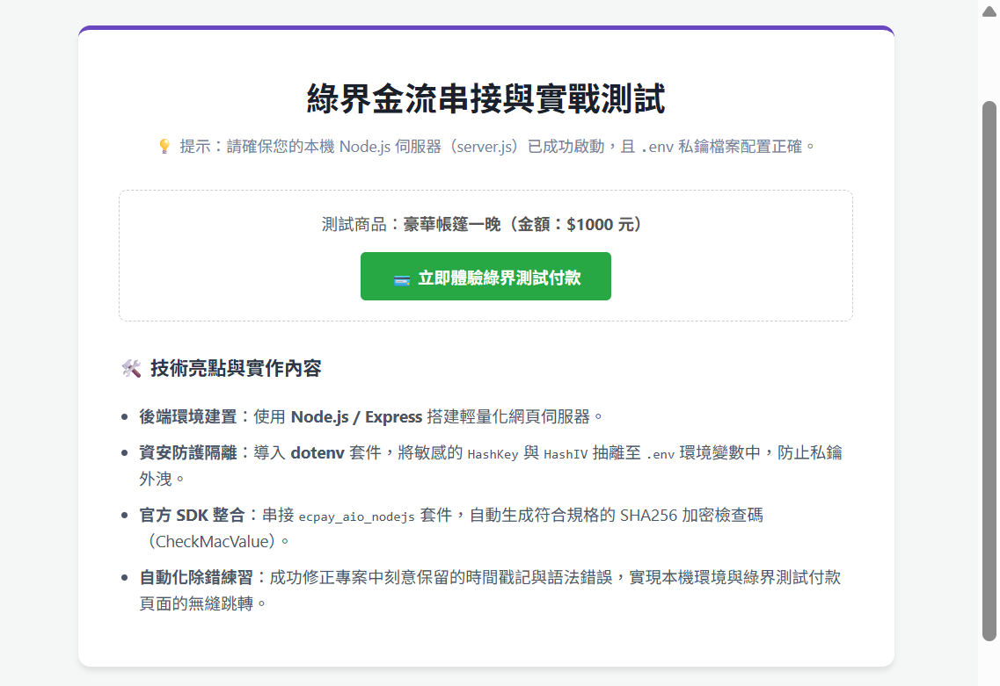 綠界金流串接與實戰測試
💡 提示：請確保您的本機 Node.js 伺服器（server.js）已成功啟動，且 .env 私鑰檔案配置正確。
測試商品：豪華帳篷一晚（金額：$1000 元）
💳 立即體驗綠界測試付款
🛠️ 技術亮點與實作內容
• 後端環境建置：使用 Node.js / Express 搭建輕量化網頁伺服器。
• 資安防護隔離：導入 dotenv 套件，將敏感的 HashKey 與 HashIV 抽離至 .env 環境變數中，防止私鑰
外洩。
• 官方 SDK 整合：串接 ecpay_aio_nodejs 套件，自動生成符合規格的 SHA256 加密檢查碼
（CheckMacValue）。
• 自動化除錯練習：成功修正專案中刻意保留的時間戳記與語法錯誤，實現本機環境與綠界測試付款
頁面的無縫跳轉。